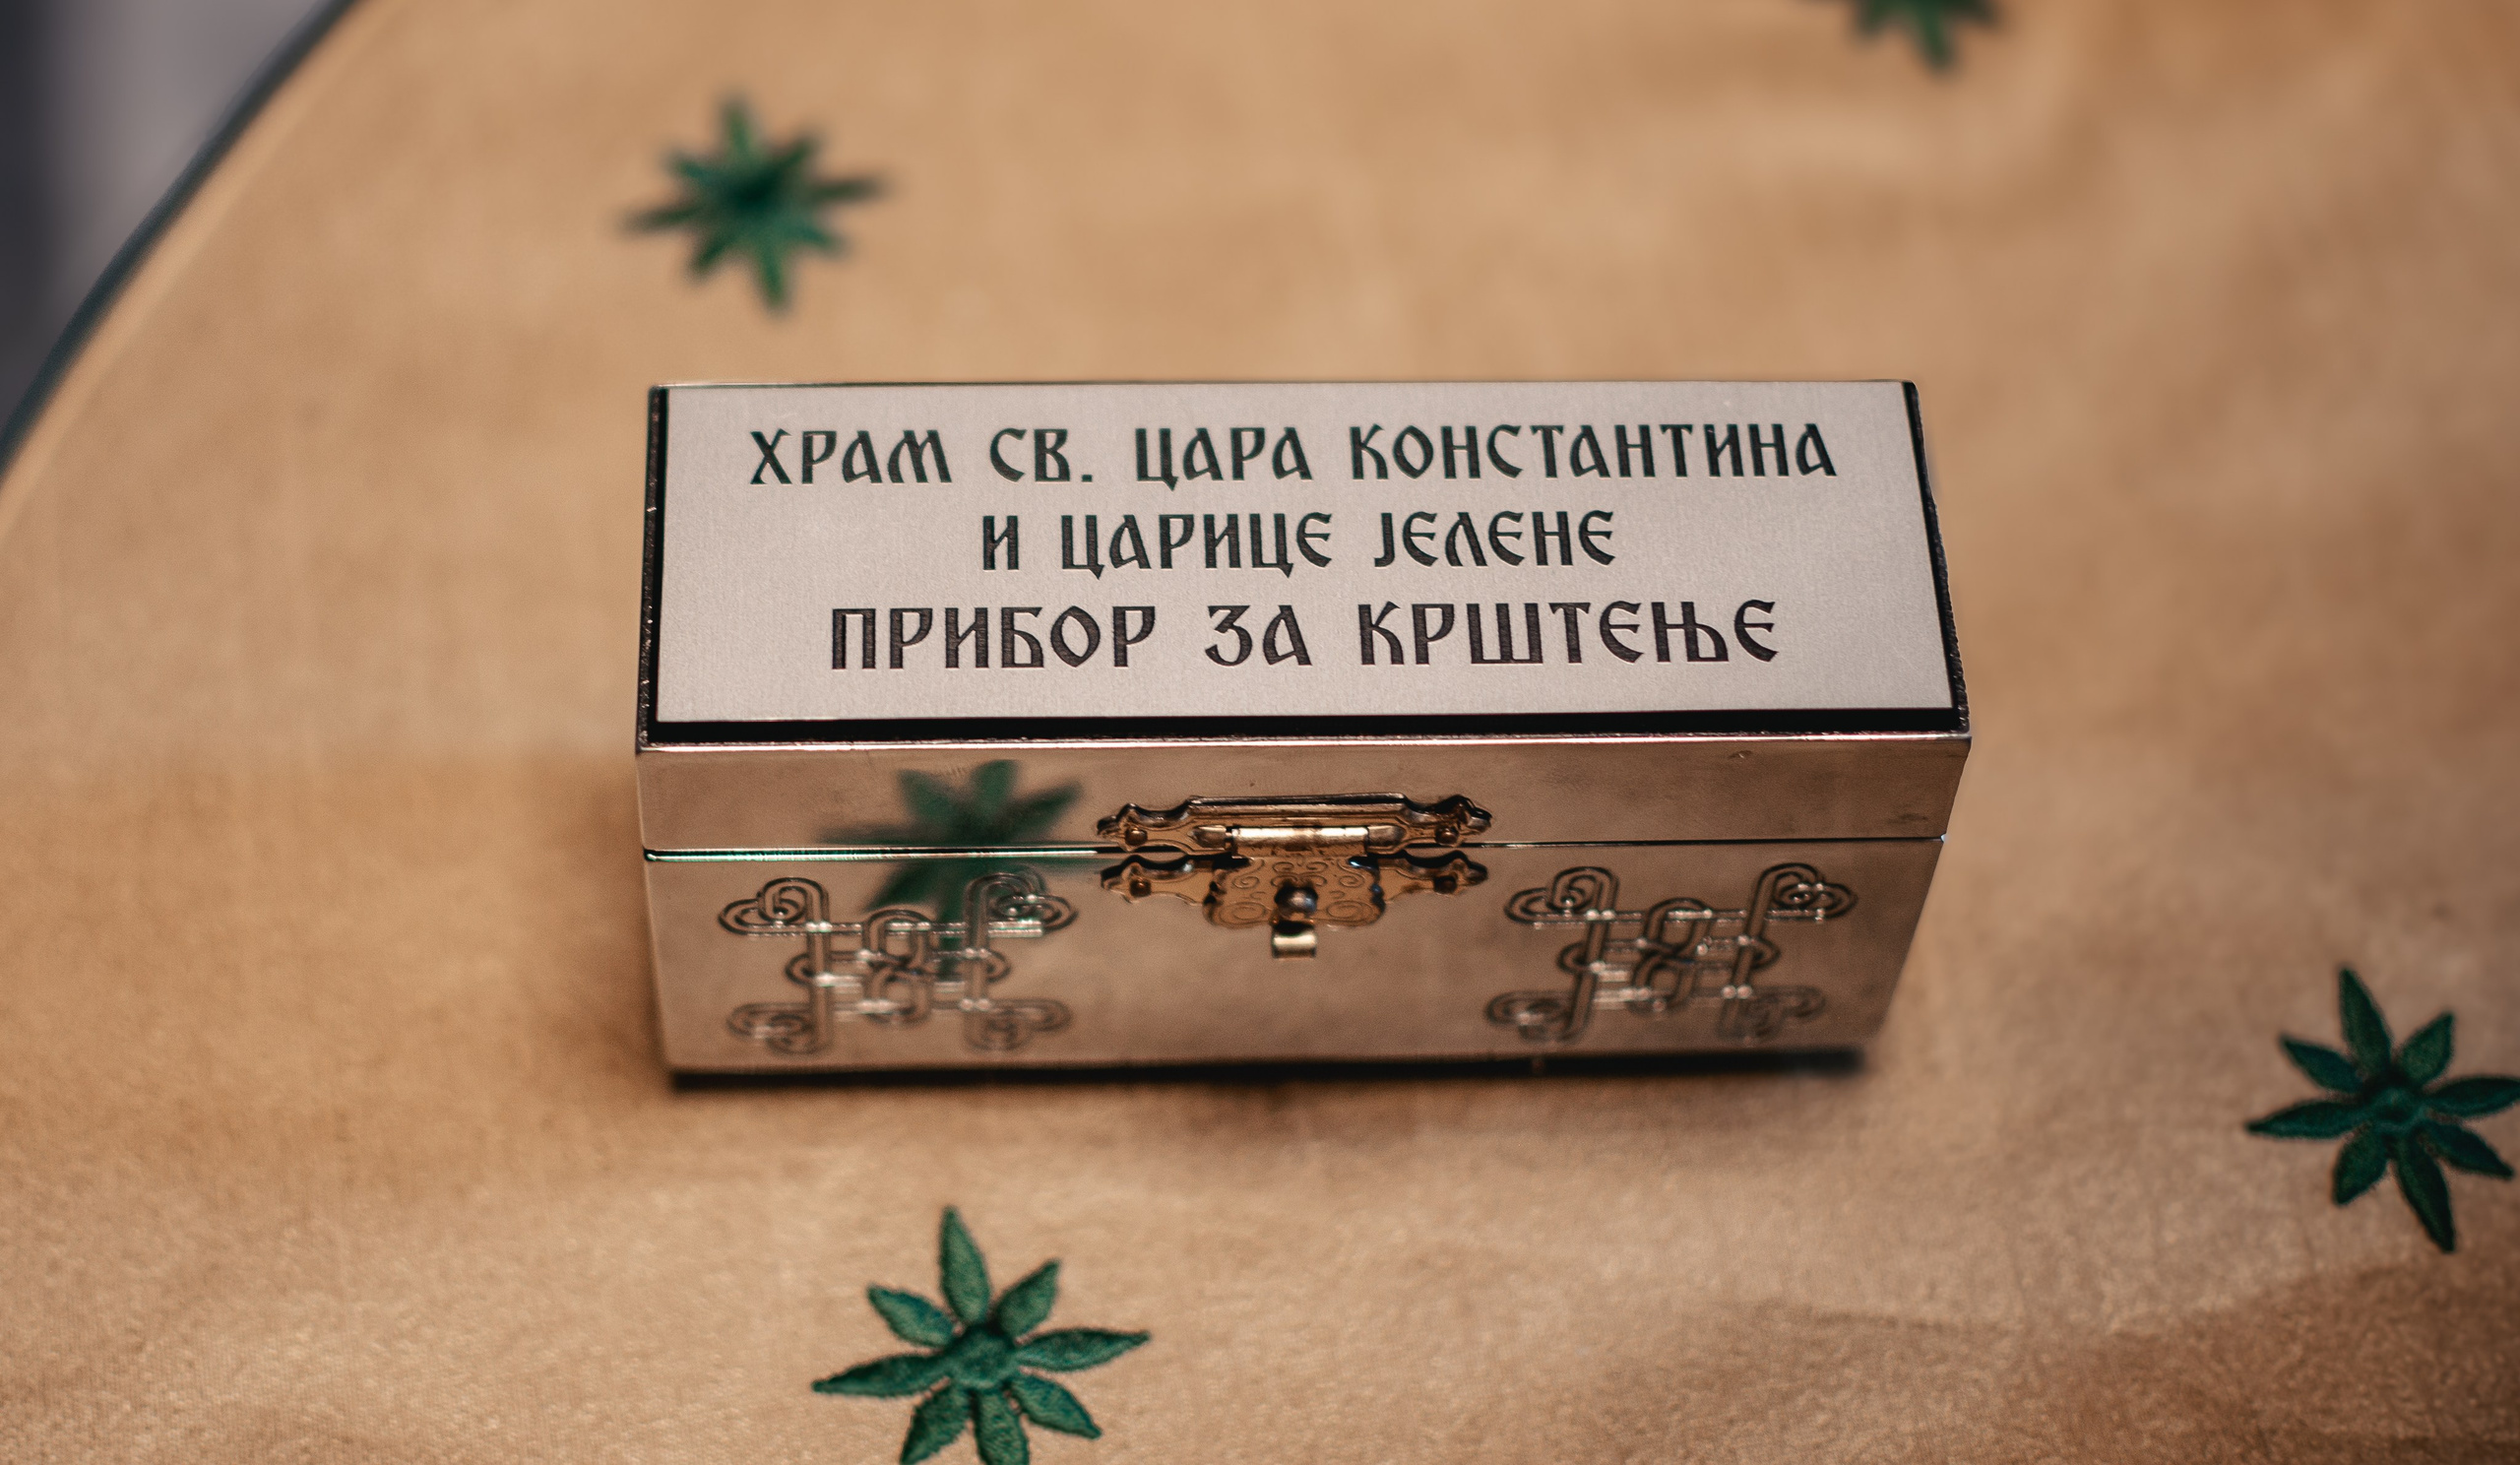 ХРАМ СВ. ЦАРА КОНСТАНТИНА
И ЦАРИЦЕ ЈЕЛЕНЕ
ПРИБОР ЗА КРШТЕЊЕ